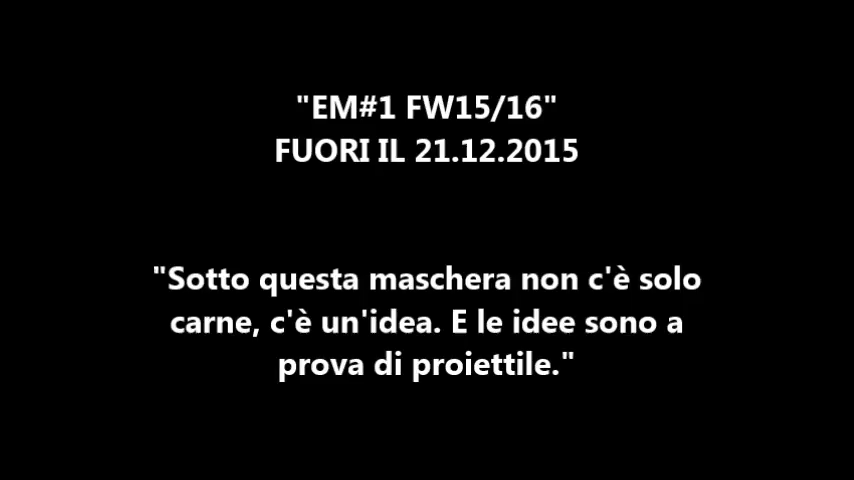 "EM#1 FW15/16"
FUORI IL 21.12.2015
"Sotto questa maschera non c'è solo
carne, c'è un'idea. E le idee sono a
prova di proiettile."